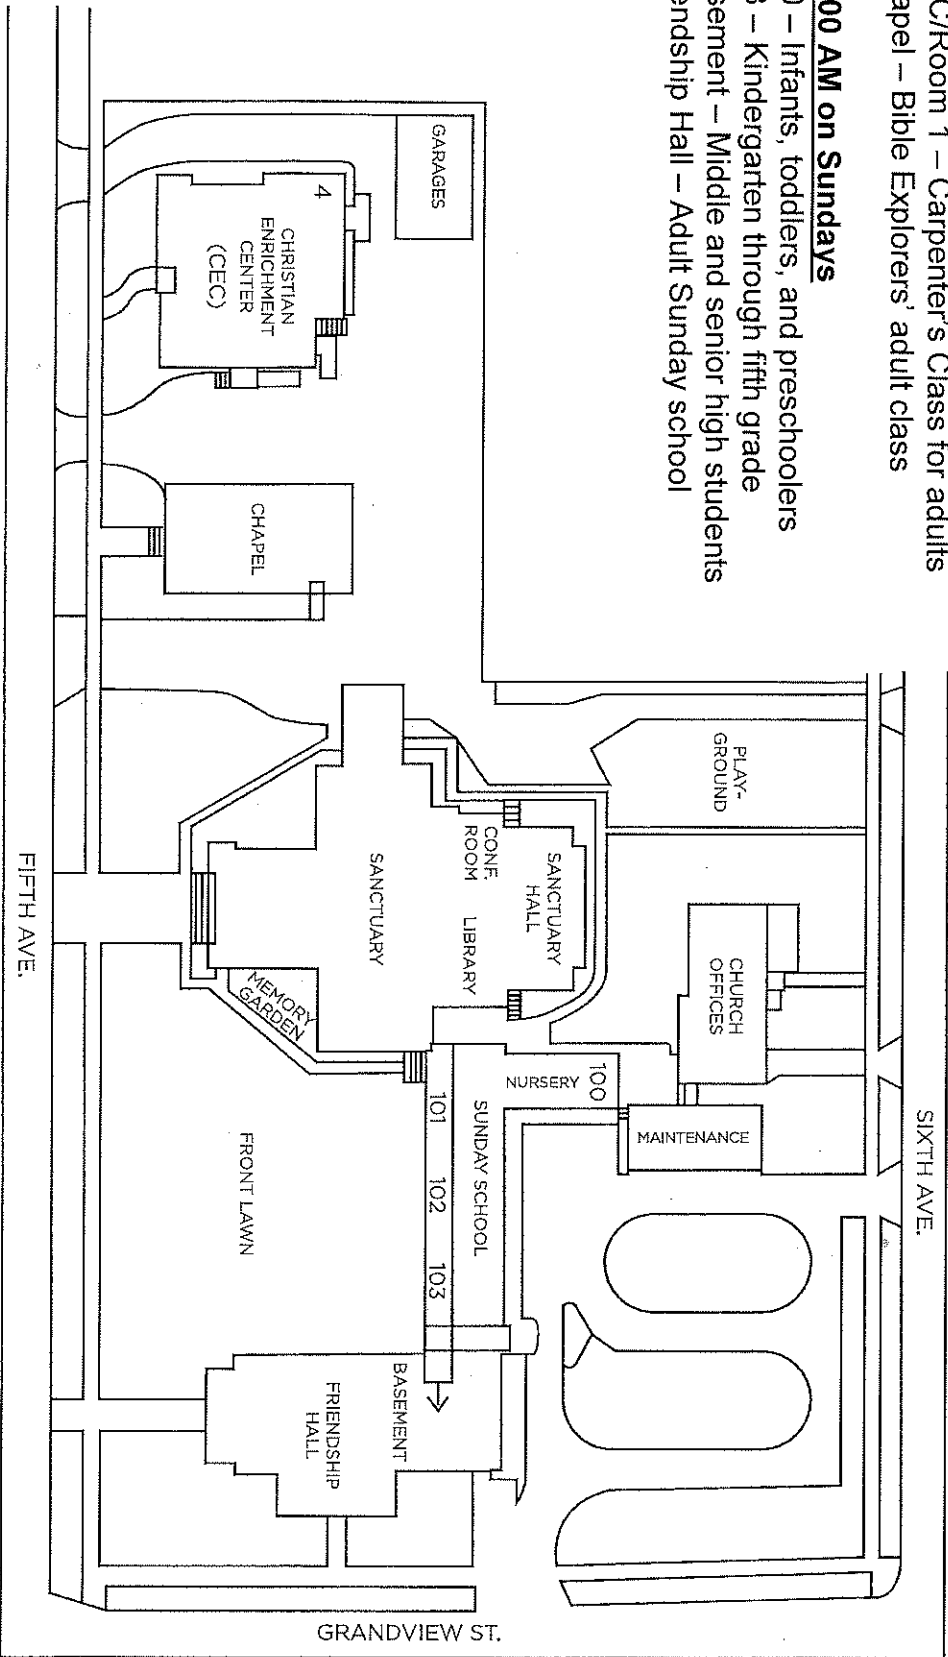 C/Room 1 – Carpenter's Class for adults
apel – Bible Explorers' adult class
00 AM on Sundays
– Infants, toddlers, and preschoolers
– Kindergarten through fifth grade
sement – Middle and senior high students
endship Hall – Adult Sunday school
SIXTH AVE.
PLAY-
GROUND
CHURCH
OFFICES
MAINTENANCE
GARAGES
4
CHRISTIAN
ENRICHMENT
CENTER
(CEC)
CHAPEL
SANCTUARY
HALL
CONF.
ROOM
LIBRARY
SANCTUARY
MEMORY
GARDEN
100
NURSERY
SUNDAY SCHOOL
101
102
103
BASEMENT
FRIENDSHIP
HALL
FRONT LAWN
FIFTH AVE.
GRANDVIEW ST.